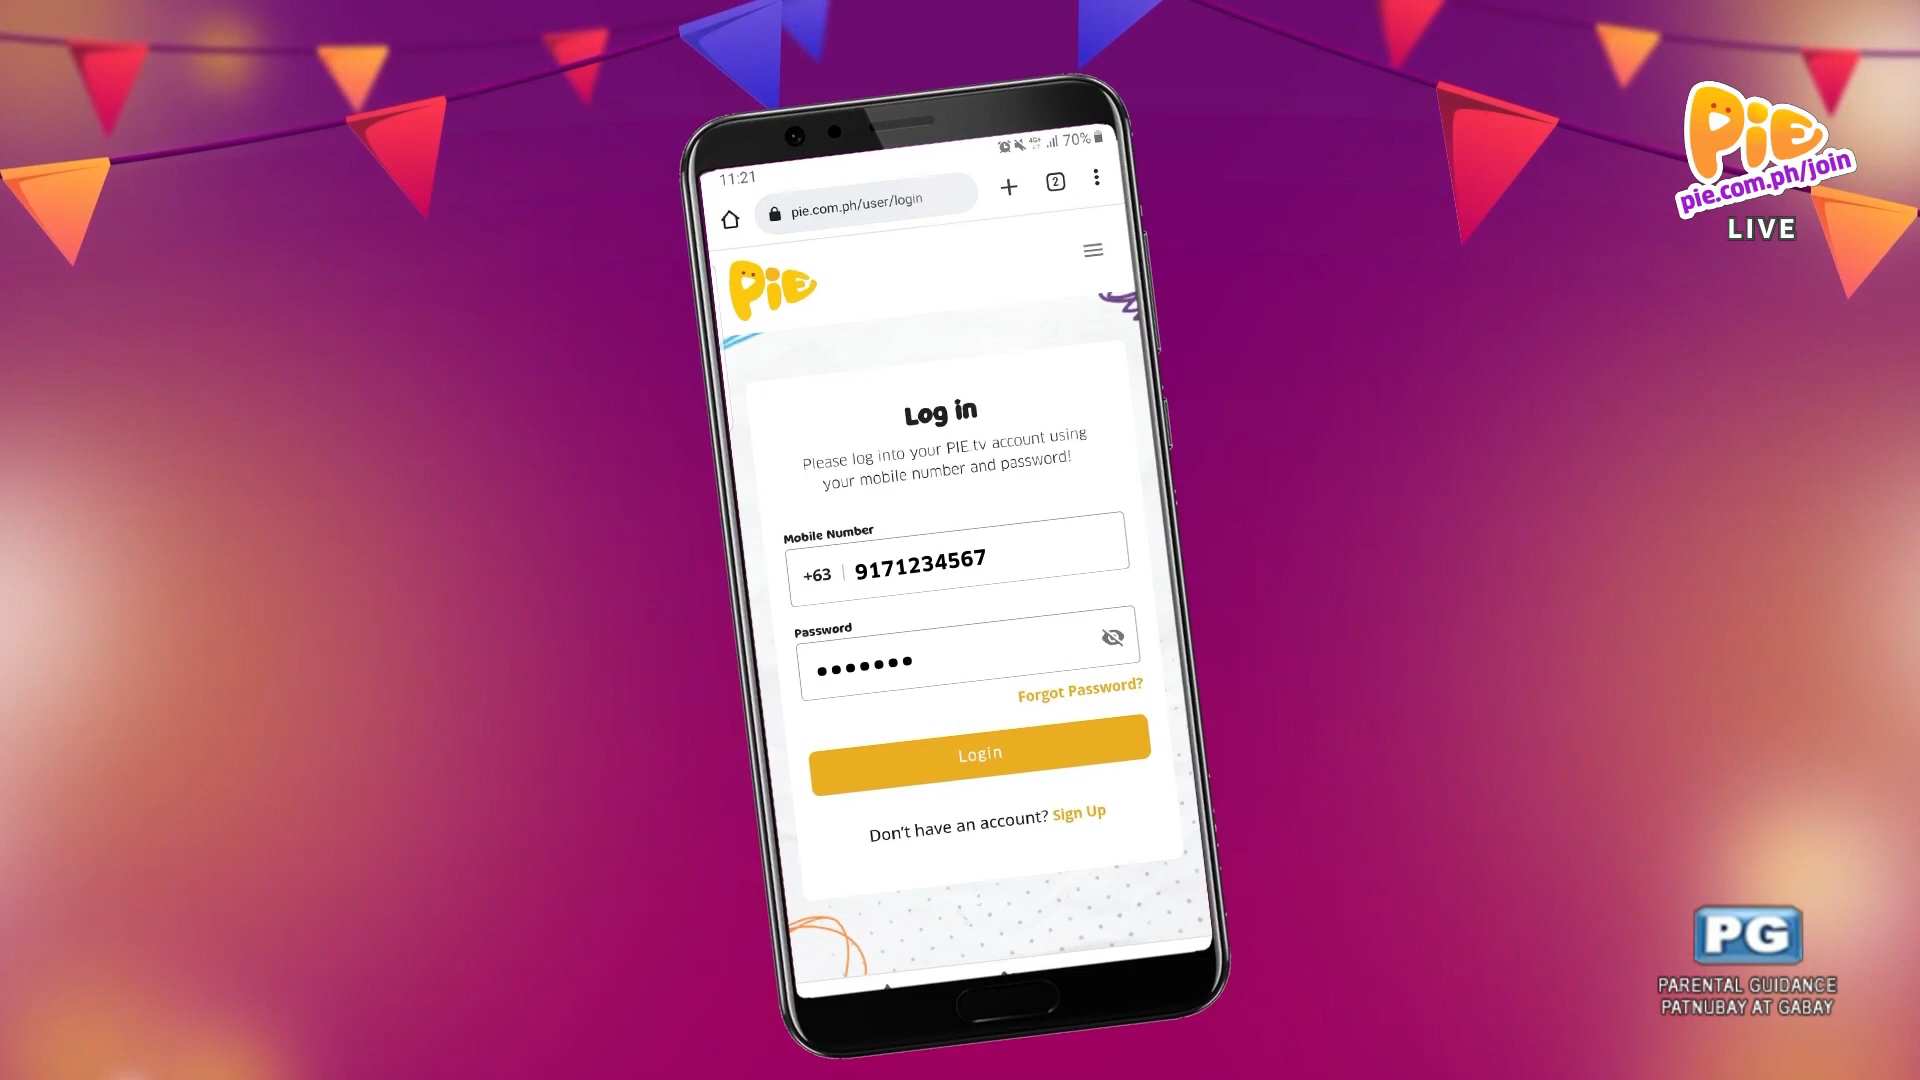 11:21
4G+
70%
pie.com.ph/user/login
2
Pie
Log in
Please log into your PIE.tv account using
your mobile number and password!
Mobile Number
+63 9171234567
Password
Forgot Password?
Login
Don't have an account? Sign Up
Pie
pie.com.ph/join
LIVE
PG
PARENTAL GUIDANCE
PATNUBAY AT GABAY